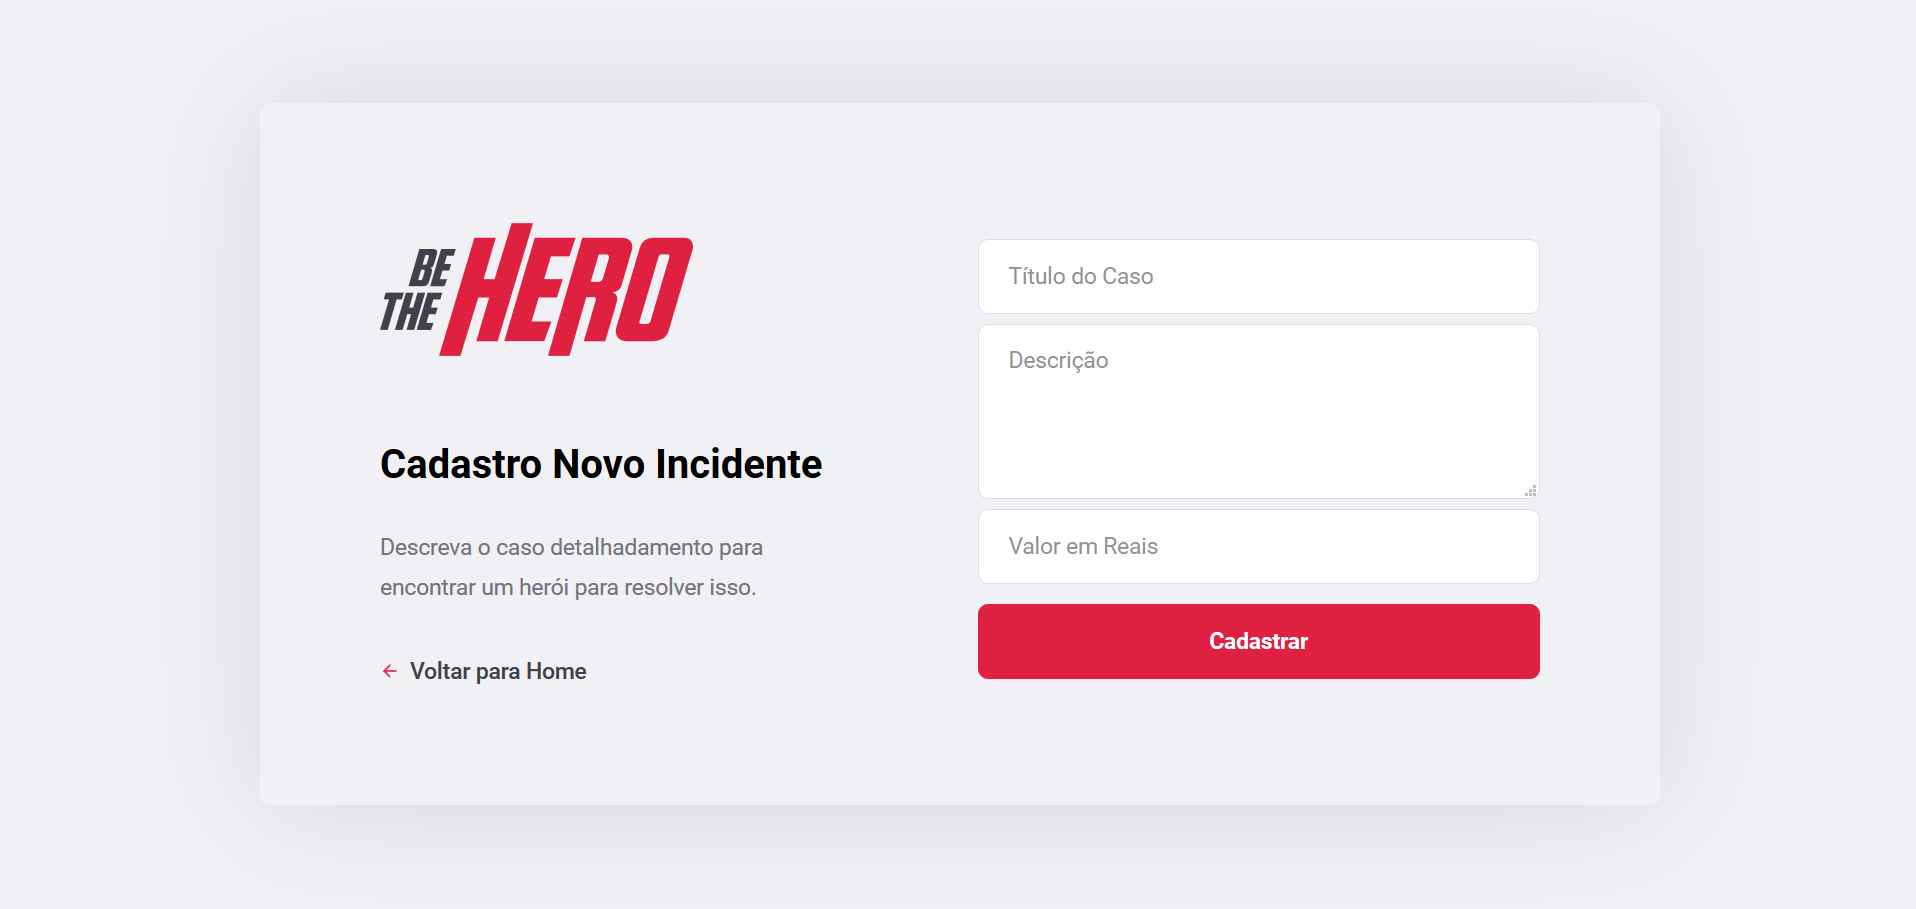 BE
THE
HERO
Cadastro Novo Incidente
Descreva o caso detalhadamento para
encontrar um herói para resolver isso.
Voltar para Home
Título do Caso
Descrição
Valor em Reais
Cadastrar